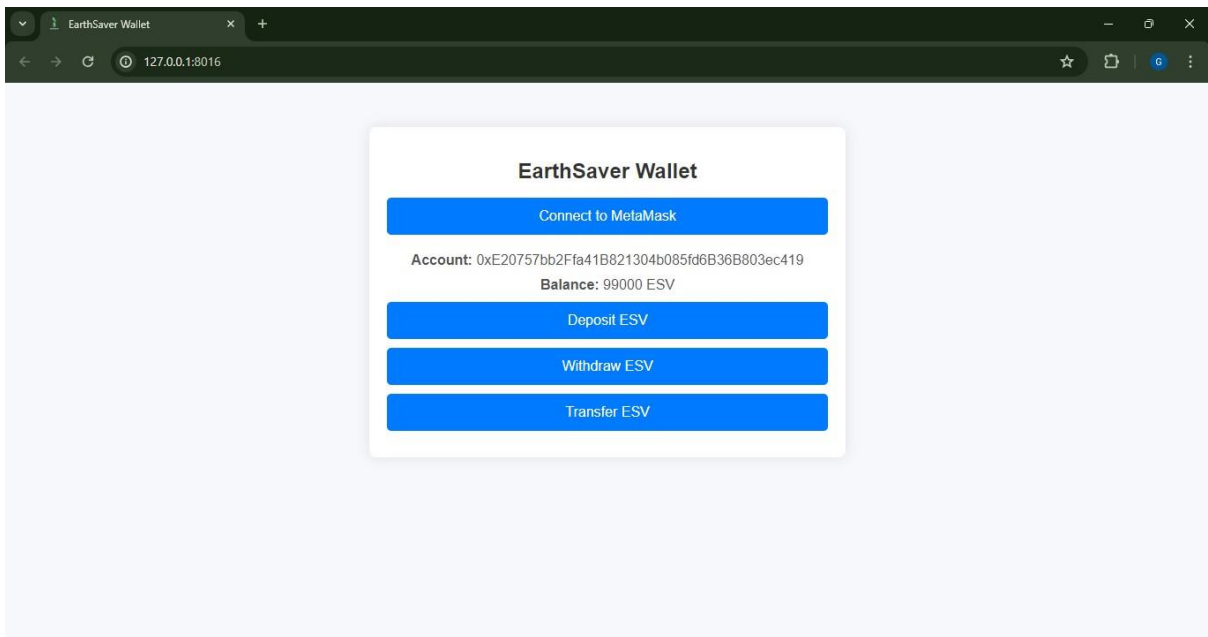 EarthSaver Wallet
127.0.0.1:8016
G
EarthSaver Wallet
Connect to MetaMask
Account: 0xE20757bb2Ffa41B821304b085fd6B36B803ec419
Balance: 99000 ESV
Deposit ESV
Withdraw ESV
Transfer ESV